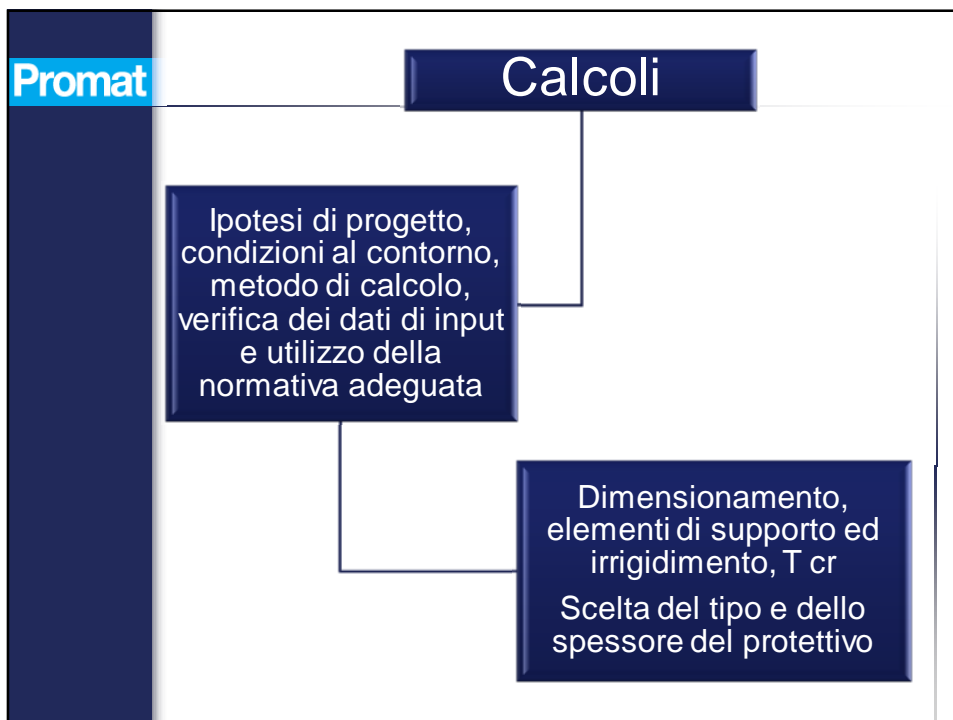 Promat
Calcoli
Ipotesi di progetto,
condizioni al contorno,
metodo di calcolo,
verifica dei dati di input
e utilizzo della
normativa adeguata
Dimensionamento,
elementi di supporto ed
irrigidimento, T cr
Scelta del tipo e dello
spessore del protettivo